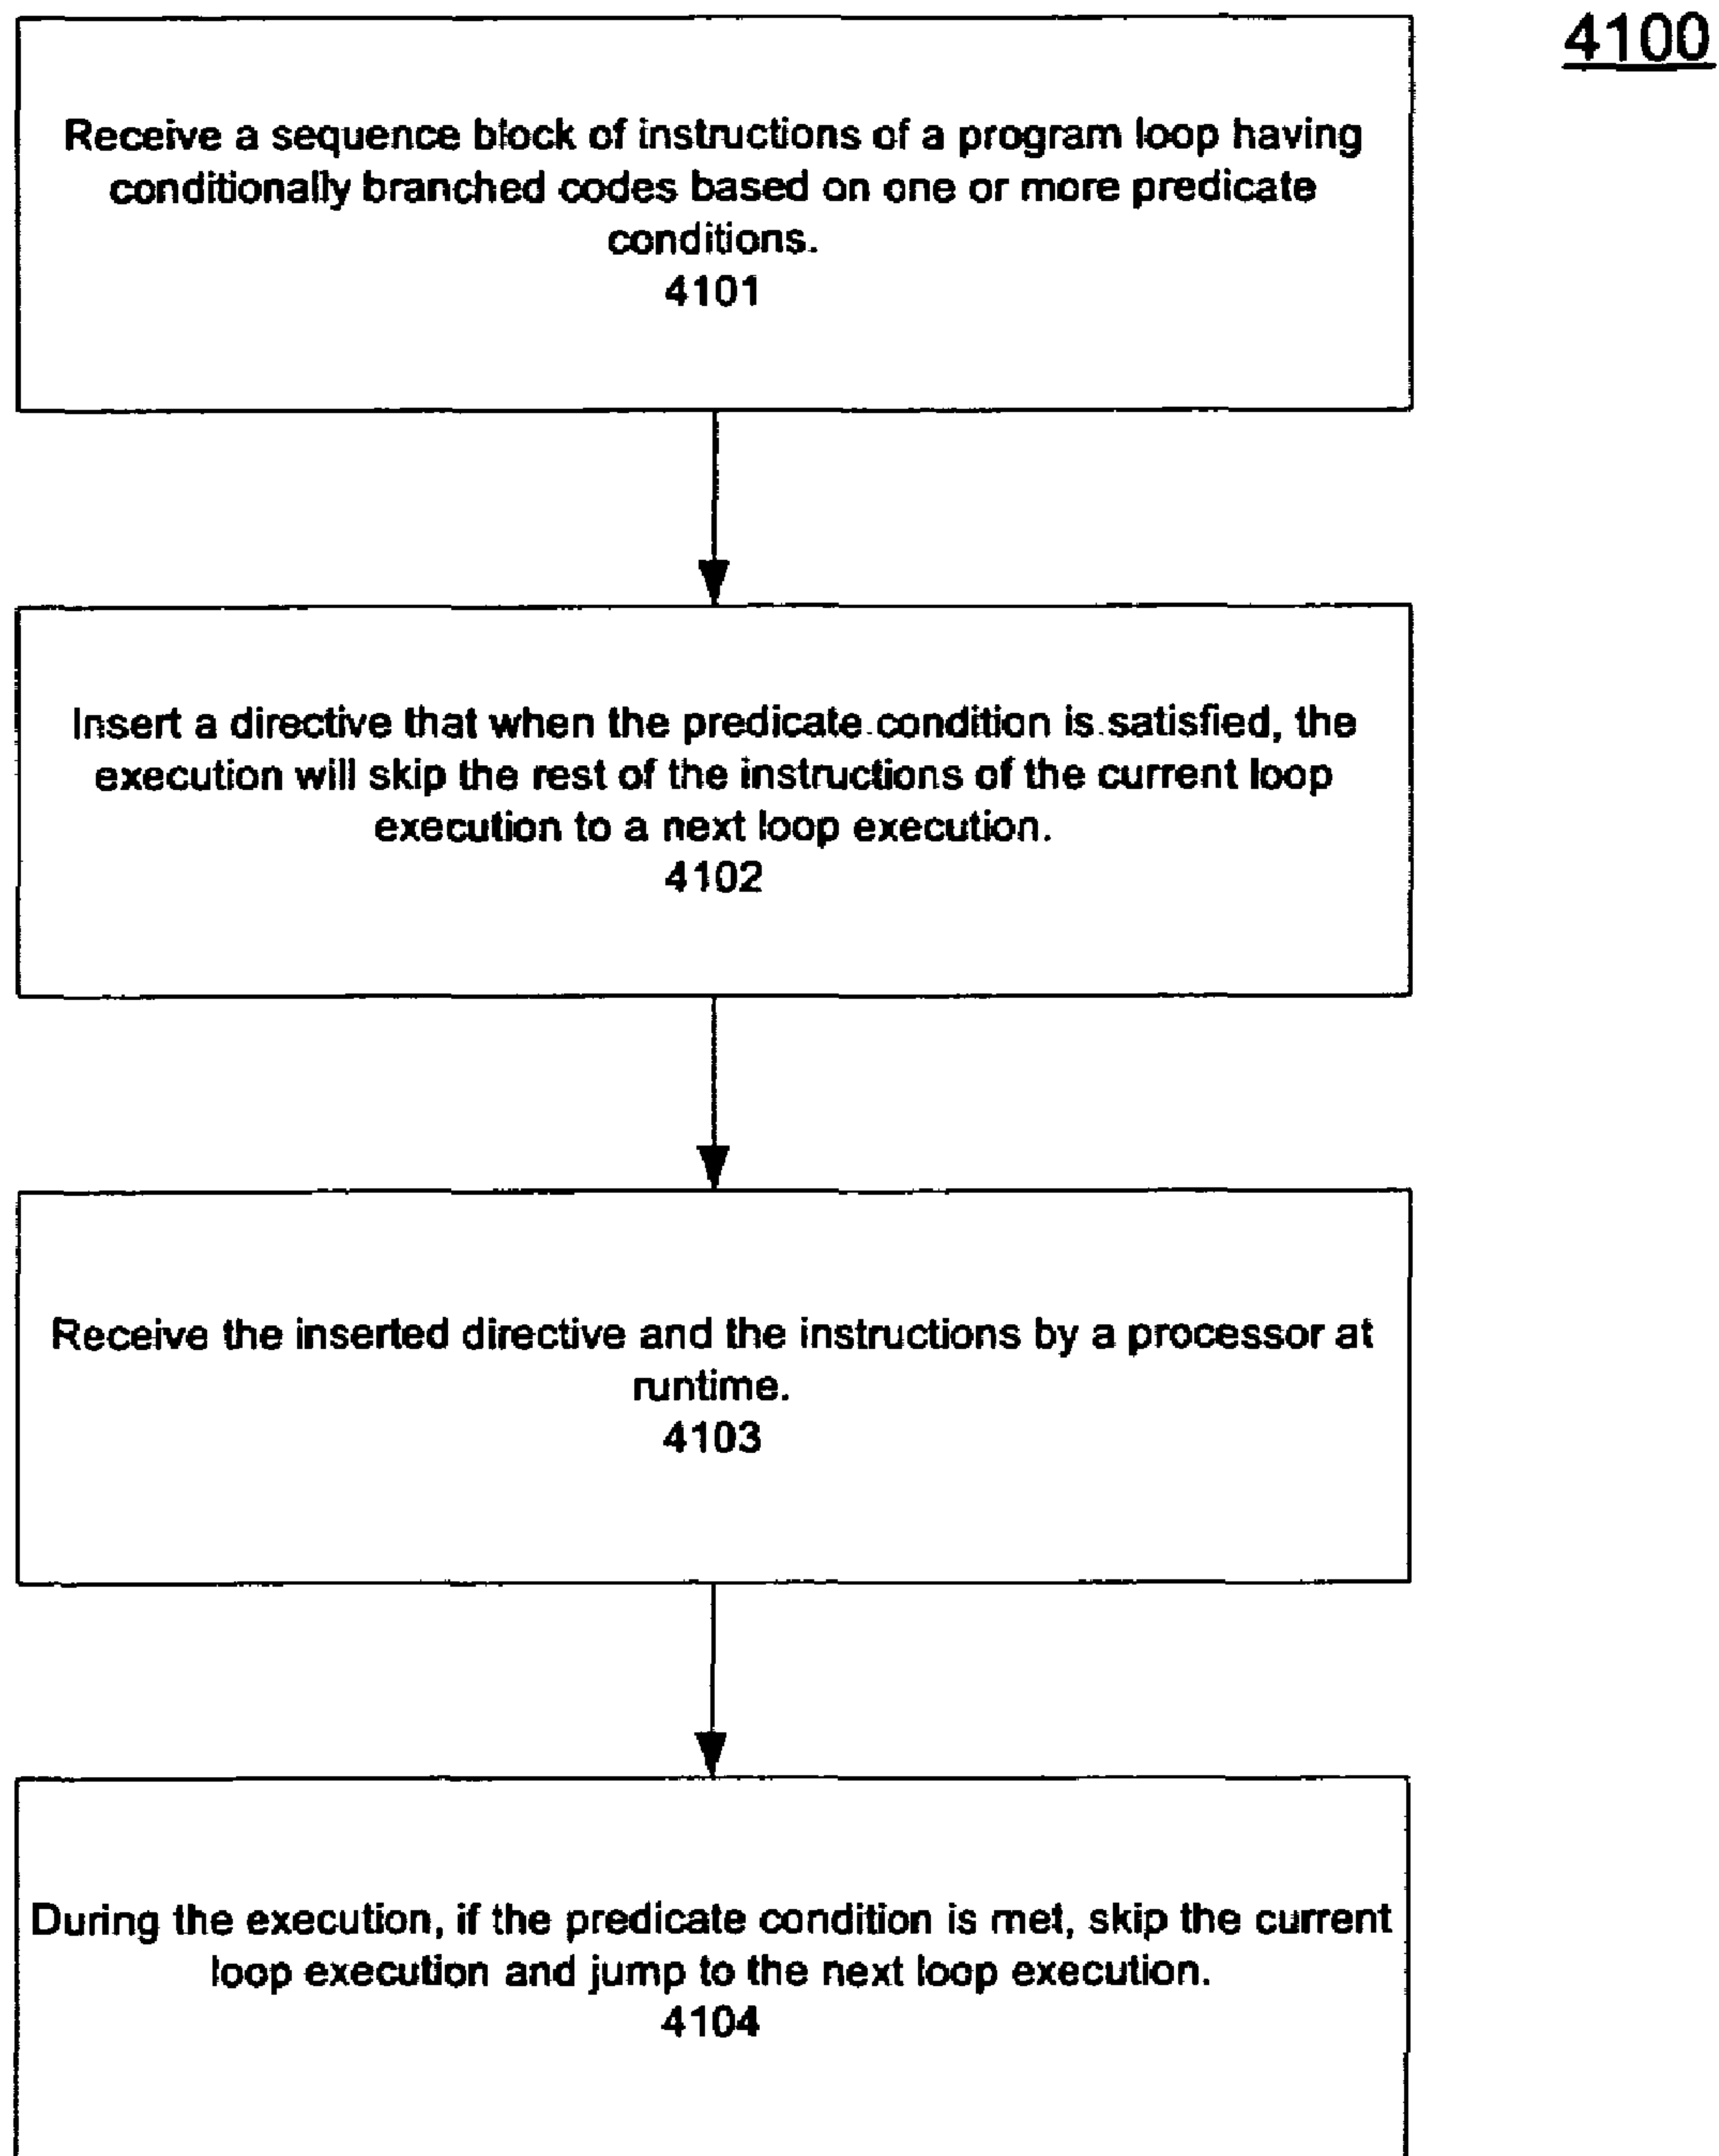 4100
Receive a sequence block of instructions of a program loop having
conditionally branched codes based on one or more predicate
conditions.
4101
Insert a directive that when the predicate condition is satisfied, the
execution will skip the rest of the instructions of the current loop
execution to a next loop execution.
4102
Receive the inserted directive and the instructions by a processor at
runtime.
4103
During the execution, if the predicate condition is met, skip the current
loop execution and jump to the next loop execution.
4104